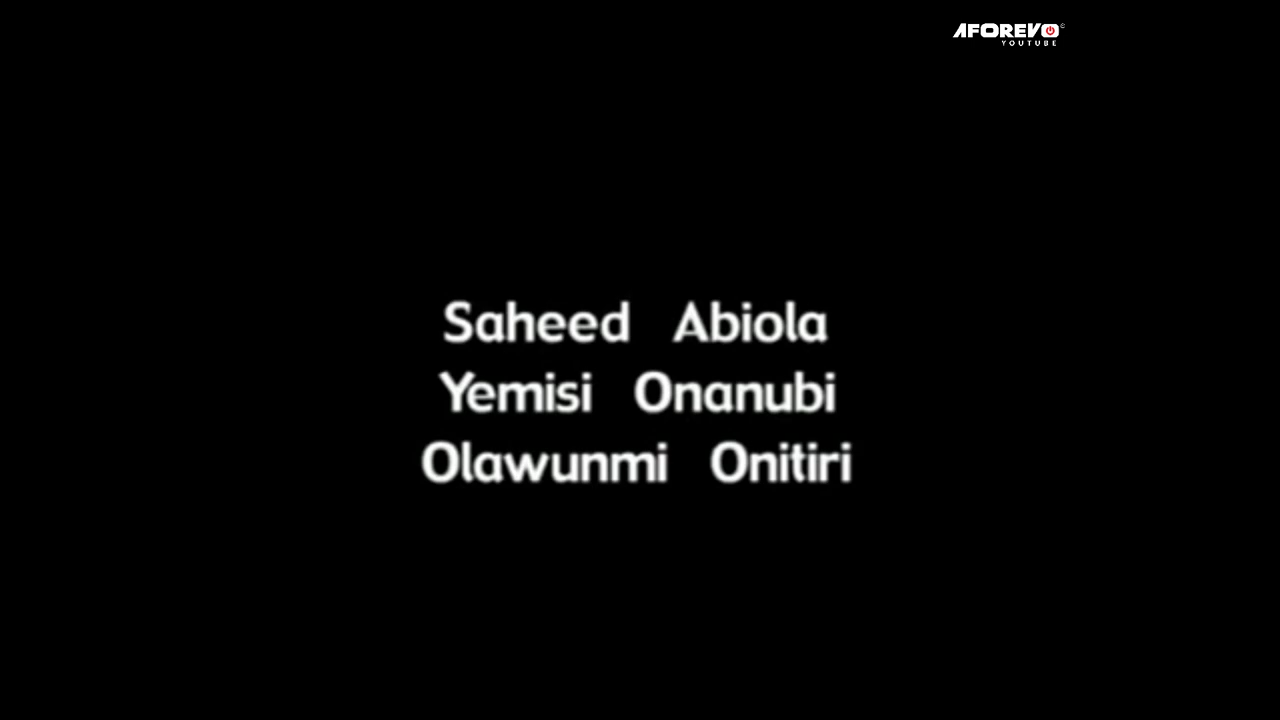 AFOREVO
YOUTUBE
Saheed Abiola
Yemisi Onanubi
Olawunmi Onitiri